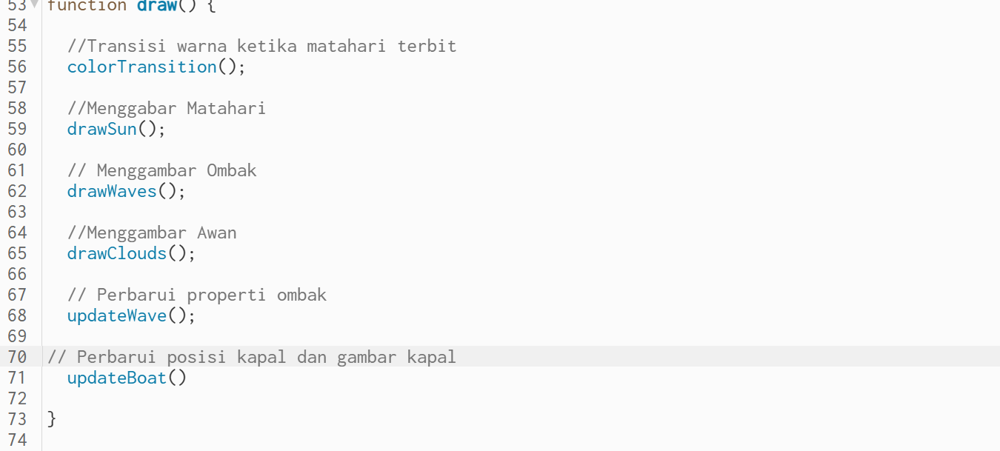 53 function draw() {
54
55 //Transisi warna ketika matahari terbit
56 colorTransition();
57
58 //Menggabar Matahari
59 drawSun();
60
61 // Menggambar Ombak
62 drawWaves();
63
64 //Menggambar Awan
65 drawClouds();
66
67 // Perbarui properti ombak
68 updateWave();
69
70 // Perbarui posisi kapal dan gambar kapal
71 updateBoat()
72
73 }
74